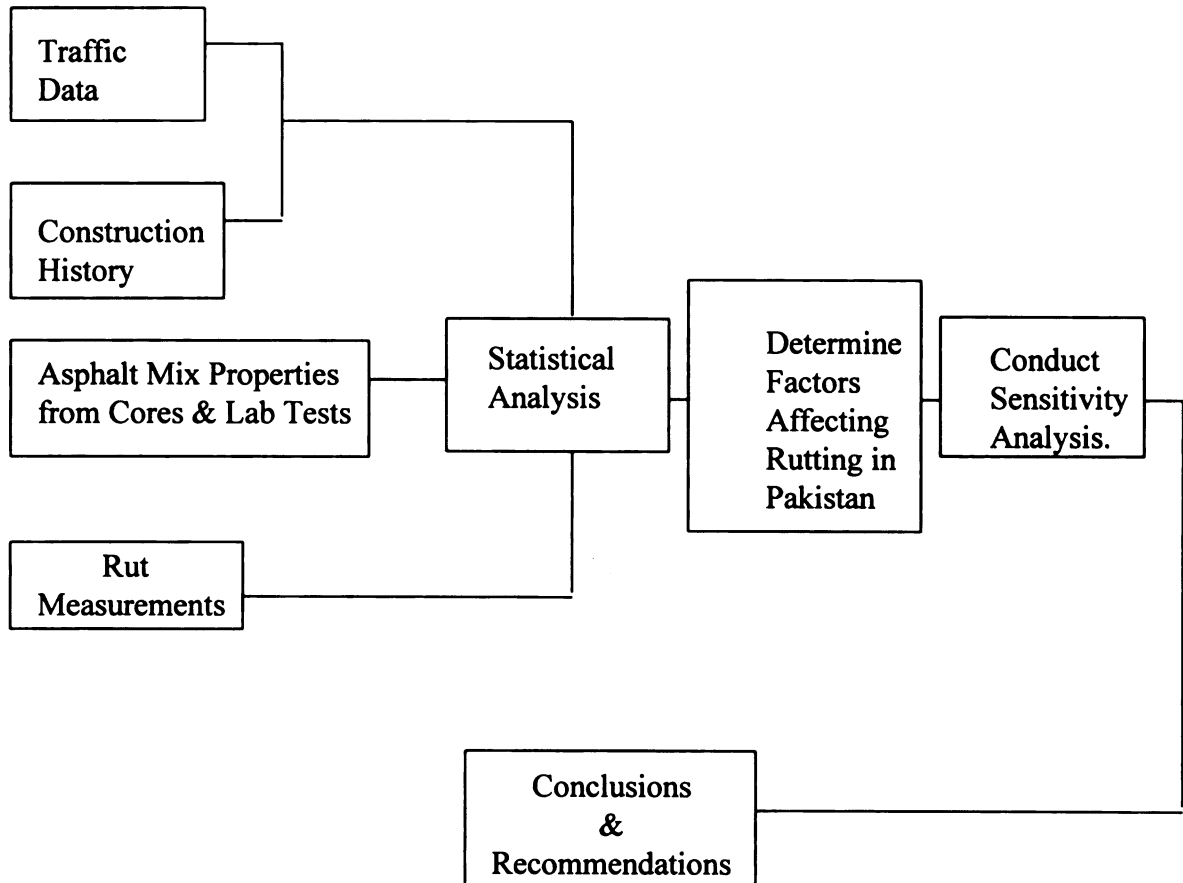 Traffic
Data
Construction
History
Asphalt Mix Properties
from Cores & Lab Tests
Rut
Measurements
Statistical
Analysis
Determine
Factors
Affecting
Rutting in
Pakistan
Conduct
Sensitivity
Analysis.
Conclusions
&
Recommendations